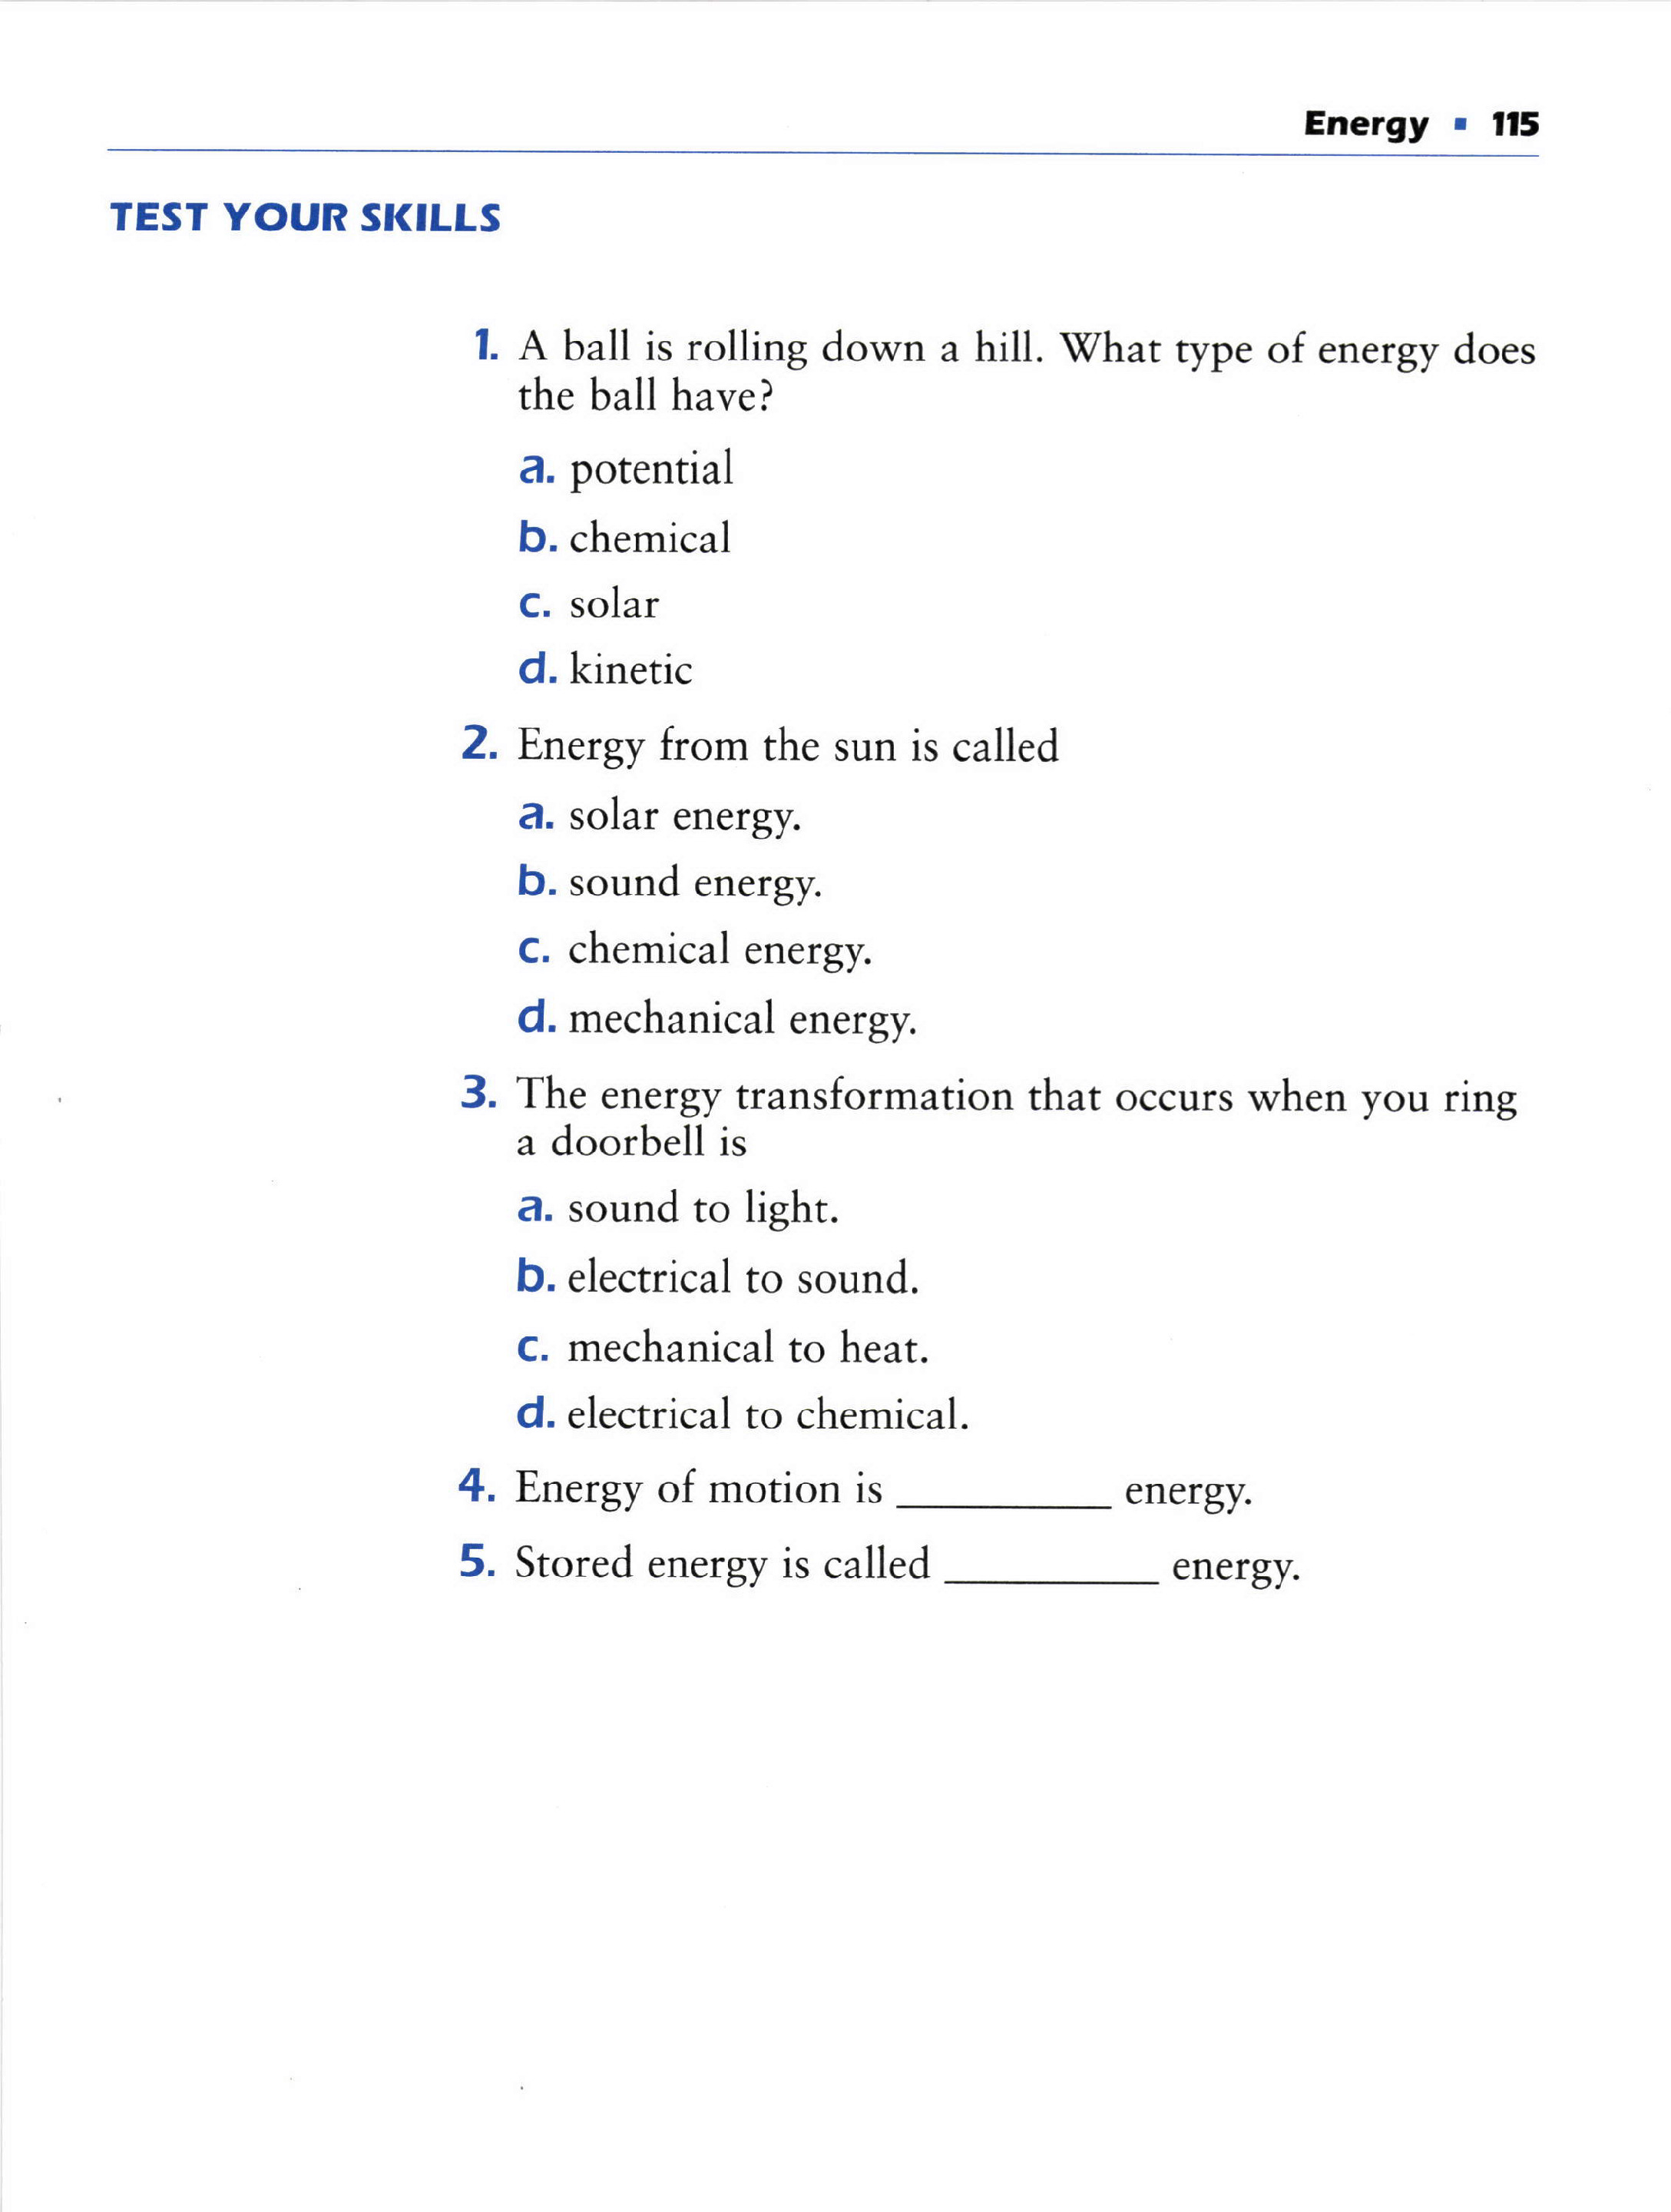 Energy ▪ 115
TEST YOUR SKILLS
1. A ball is rolling down a hill. What type of energy does
the ball have?
a. potential
b. chemical
c. solar
d. kinetic
2. Energy from the sun is called
a. solar energy.
b. sound energy.
c. chemical energy.
d. mechanical energy.
3. The energy transformation that occurs when you ring
a doorbell is
a. sound to light.
b. electrical to sound.
c. mechanical to heat.
d. electrical to chemical.
4. Energy of motion is __________ energy.
5. Stored energy is called __________ energy.